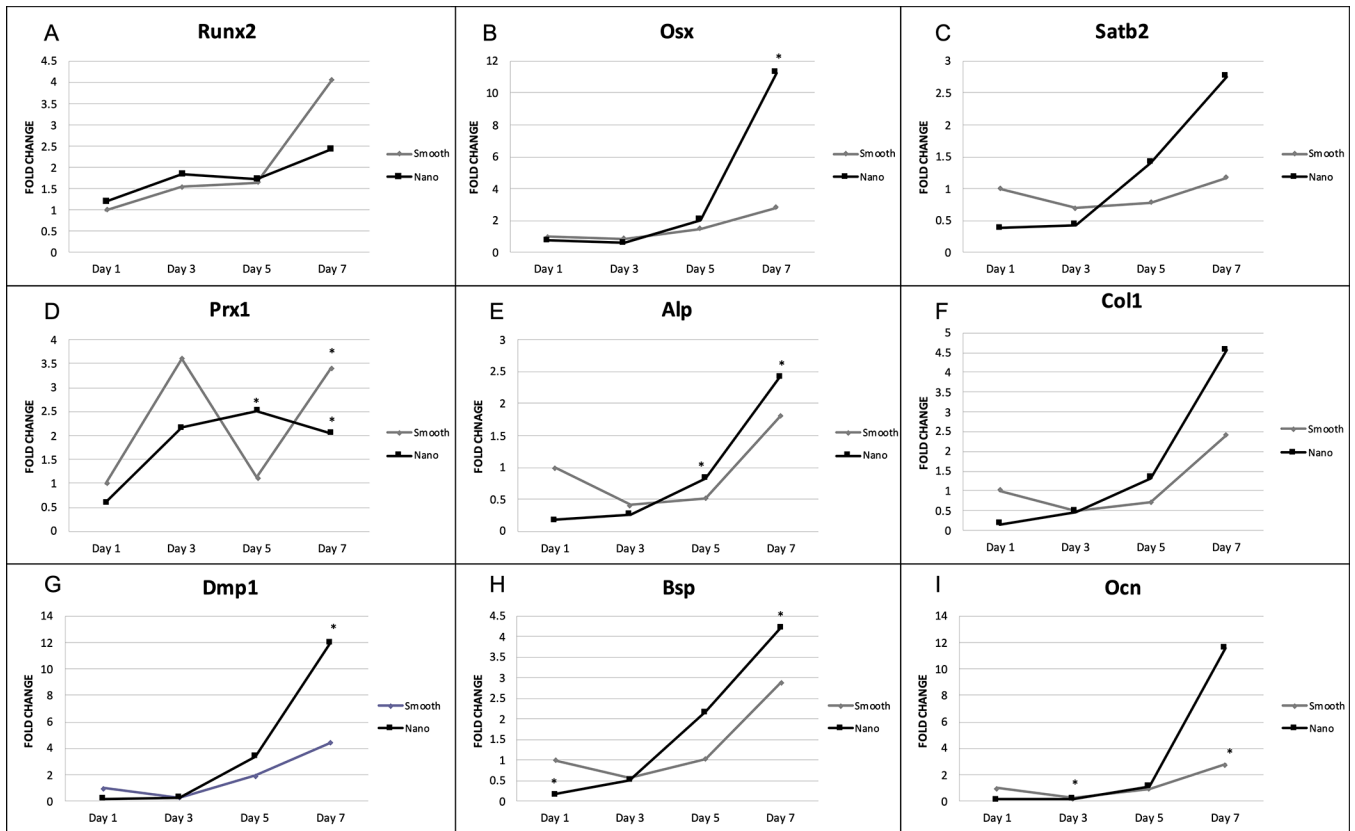 A
Runx2
FOLD CHANGE
4.5
4
3.5
3
2.5
2
1.5
1
0.5
0
Day 1 Day 3 Day 5 Day 7
Smooth
Nano
B
Osx
FOLD CHANGE
*
12
10
8
6
4
2
0
Day 1 Day 3 Day 5 Day 7
Smooth
Nano
C
Satb2
FOLD CHANGE
3
2.5
2
1.5
1
0.5
0
Day 1 Day 3 Day 5 Day 7
Smooth
Nano
D
Prx1
FOLD CHANGE
4
3.5
3
2.5
2
1.5
1
0.5
0
*
*
*
Day 1 Day 3 Day 5 Day 7
Smooth
Nano
E
Alp
FOLD CHNAGE
3
2.5
2
1.5
1
0.5
0
*
*
Day 1 Day 3 Day 5 Day 7
Smooth
Nano
F
Col1
FOLD CHANGE
5
4.5
4
3.5
3
2.5
2
1.5
1
0.5
0
Day 1 Day 3 Day 5 Day 7
Smooth
Nano
G
Dmp1
FOLD CHANGE
14
12
10
8
6
4
2
0
*
Day 1 Day 3 Day 5 Day 7
Smooth
Nano
H
Bsp
FOLD CHANGE
4.5
4
3.5
3
2.5
2
1.5
1
0.5
0
*
*
Day 1 Day 3 Day 5 Day 7
Smooth
Nano
I
Ocn
FOLD CHANGE
14
12
10
8
6
4
2
0
*
*
Day 1 Day 3 Day 5 Day 7
Smooth
Nano